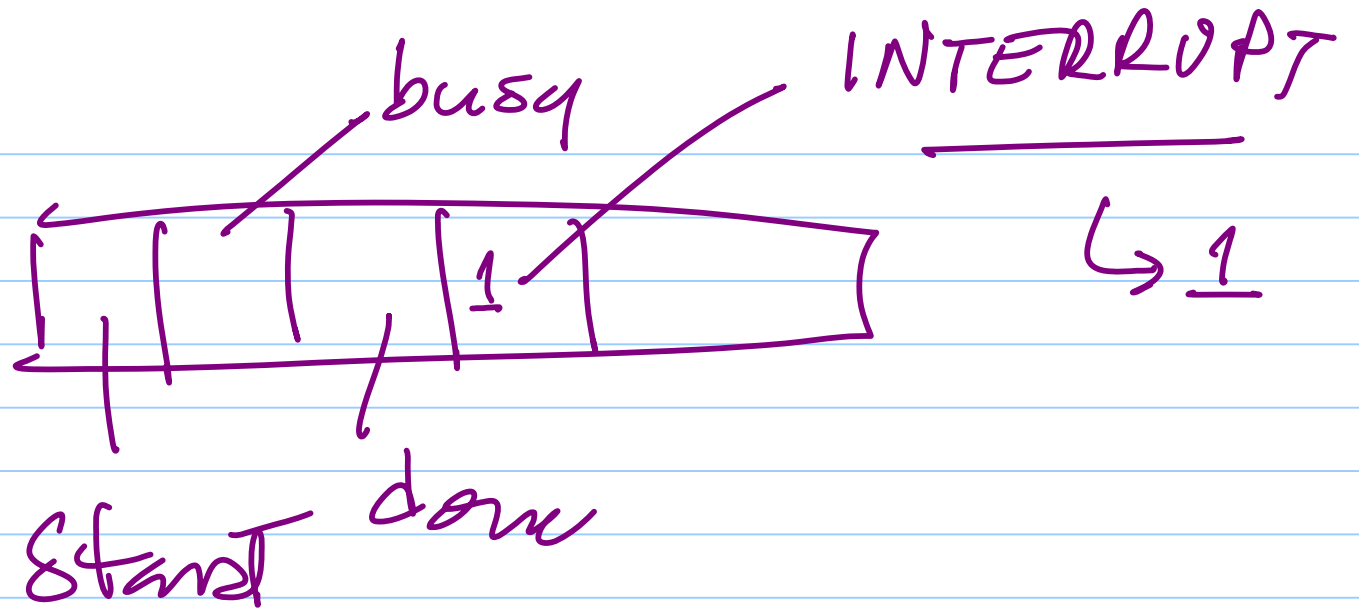 busy
INTERRUPT
1
↳ 1
done
Start